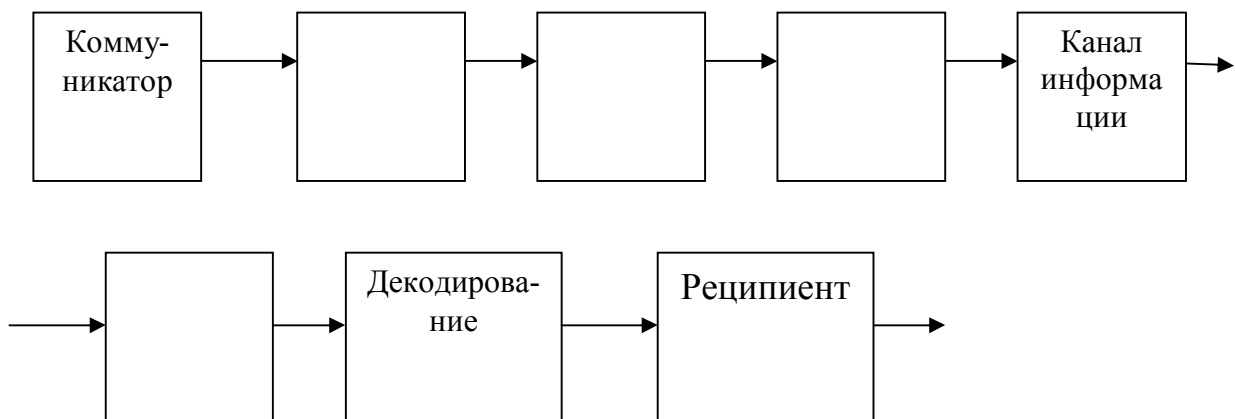 Комму-
никатор
Канал
информа
ции
Декодирова-
ние
Реципиент